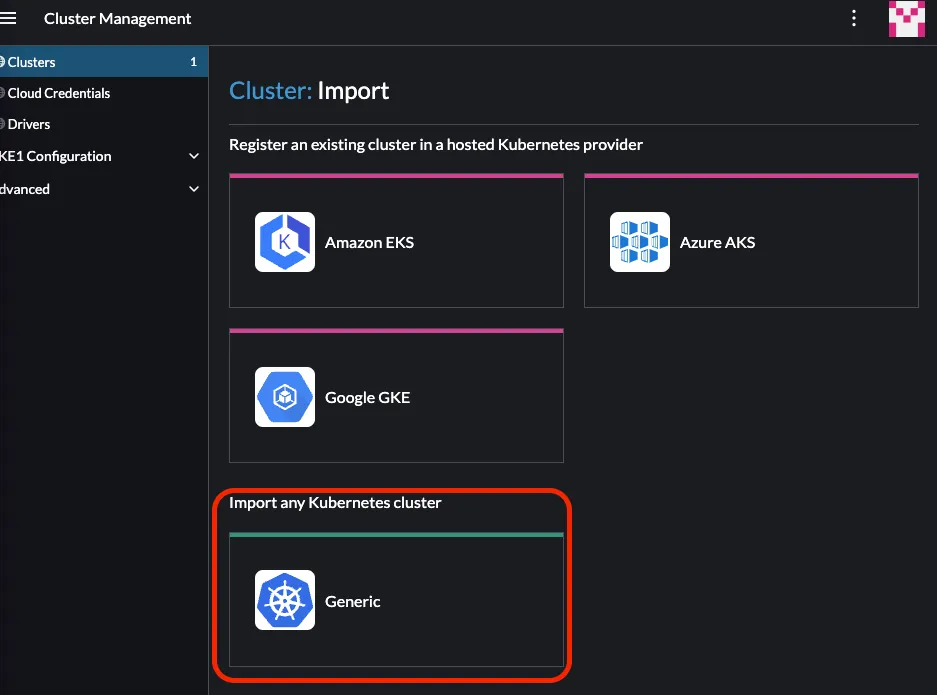 Cluster Management
Clusters 1
Cloud Credentials
Drivers
KE1 Configuration
dvanced
Cluster: Import
Register an existing cluster in a hosted Kubernetes provider
K
Amazon EKS
Azure AKS
Google GKE
Import any Kubernetes cluster
Generic